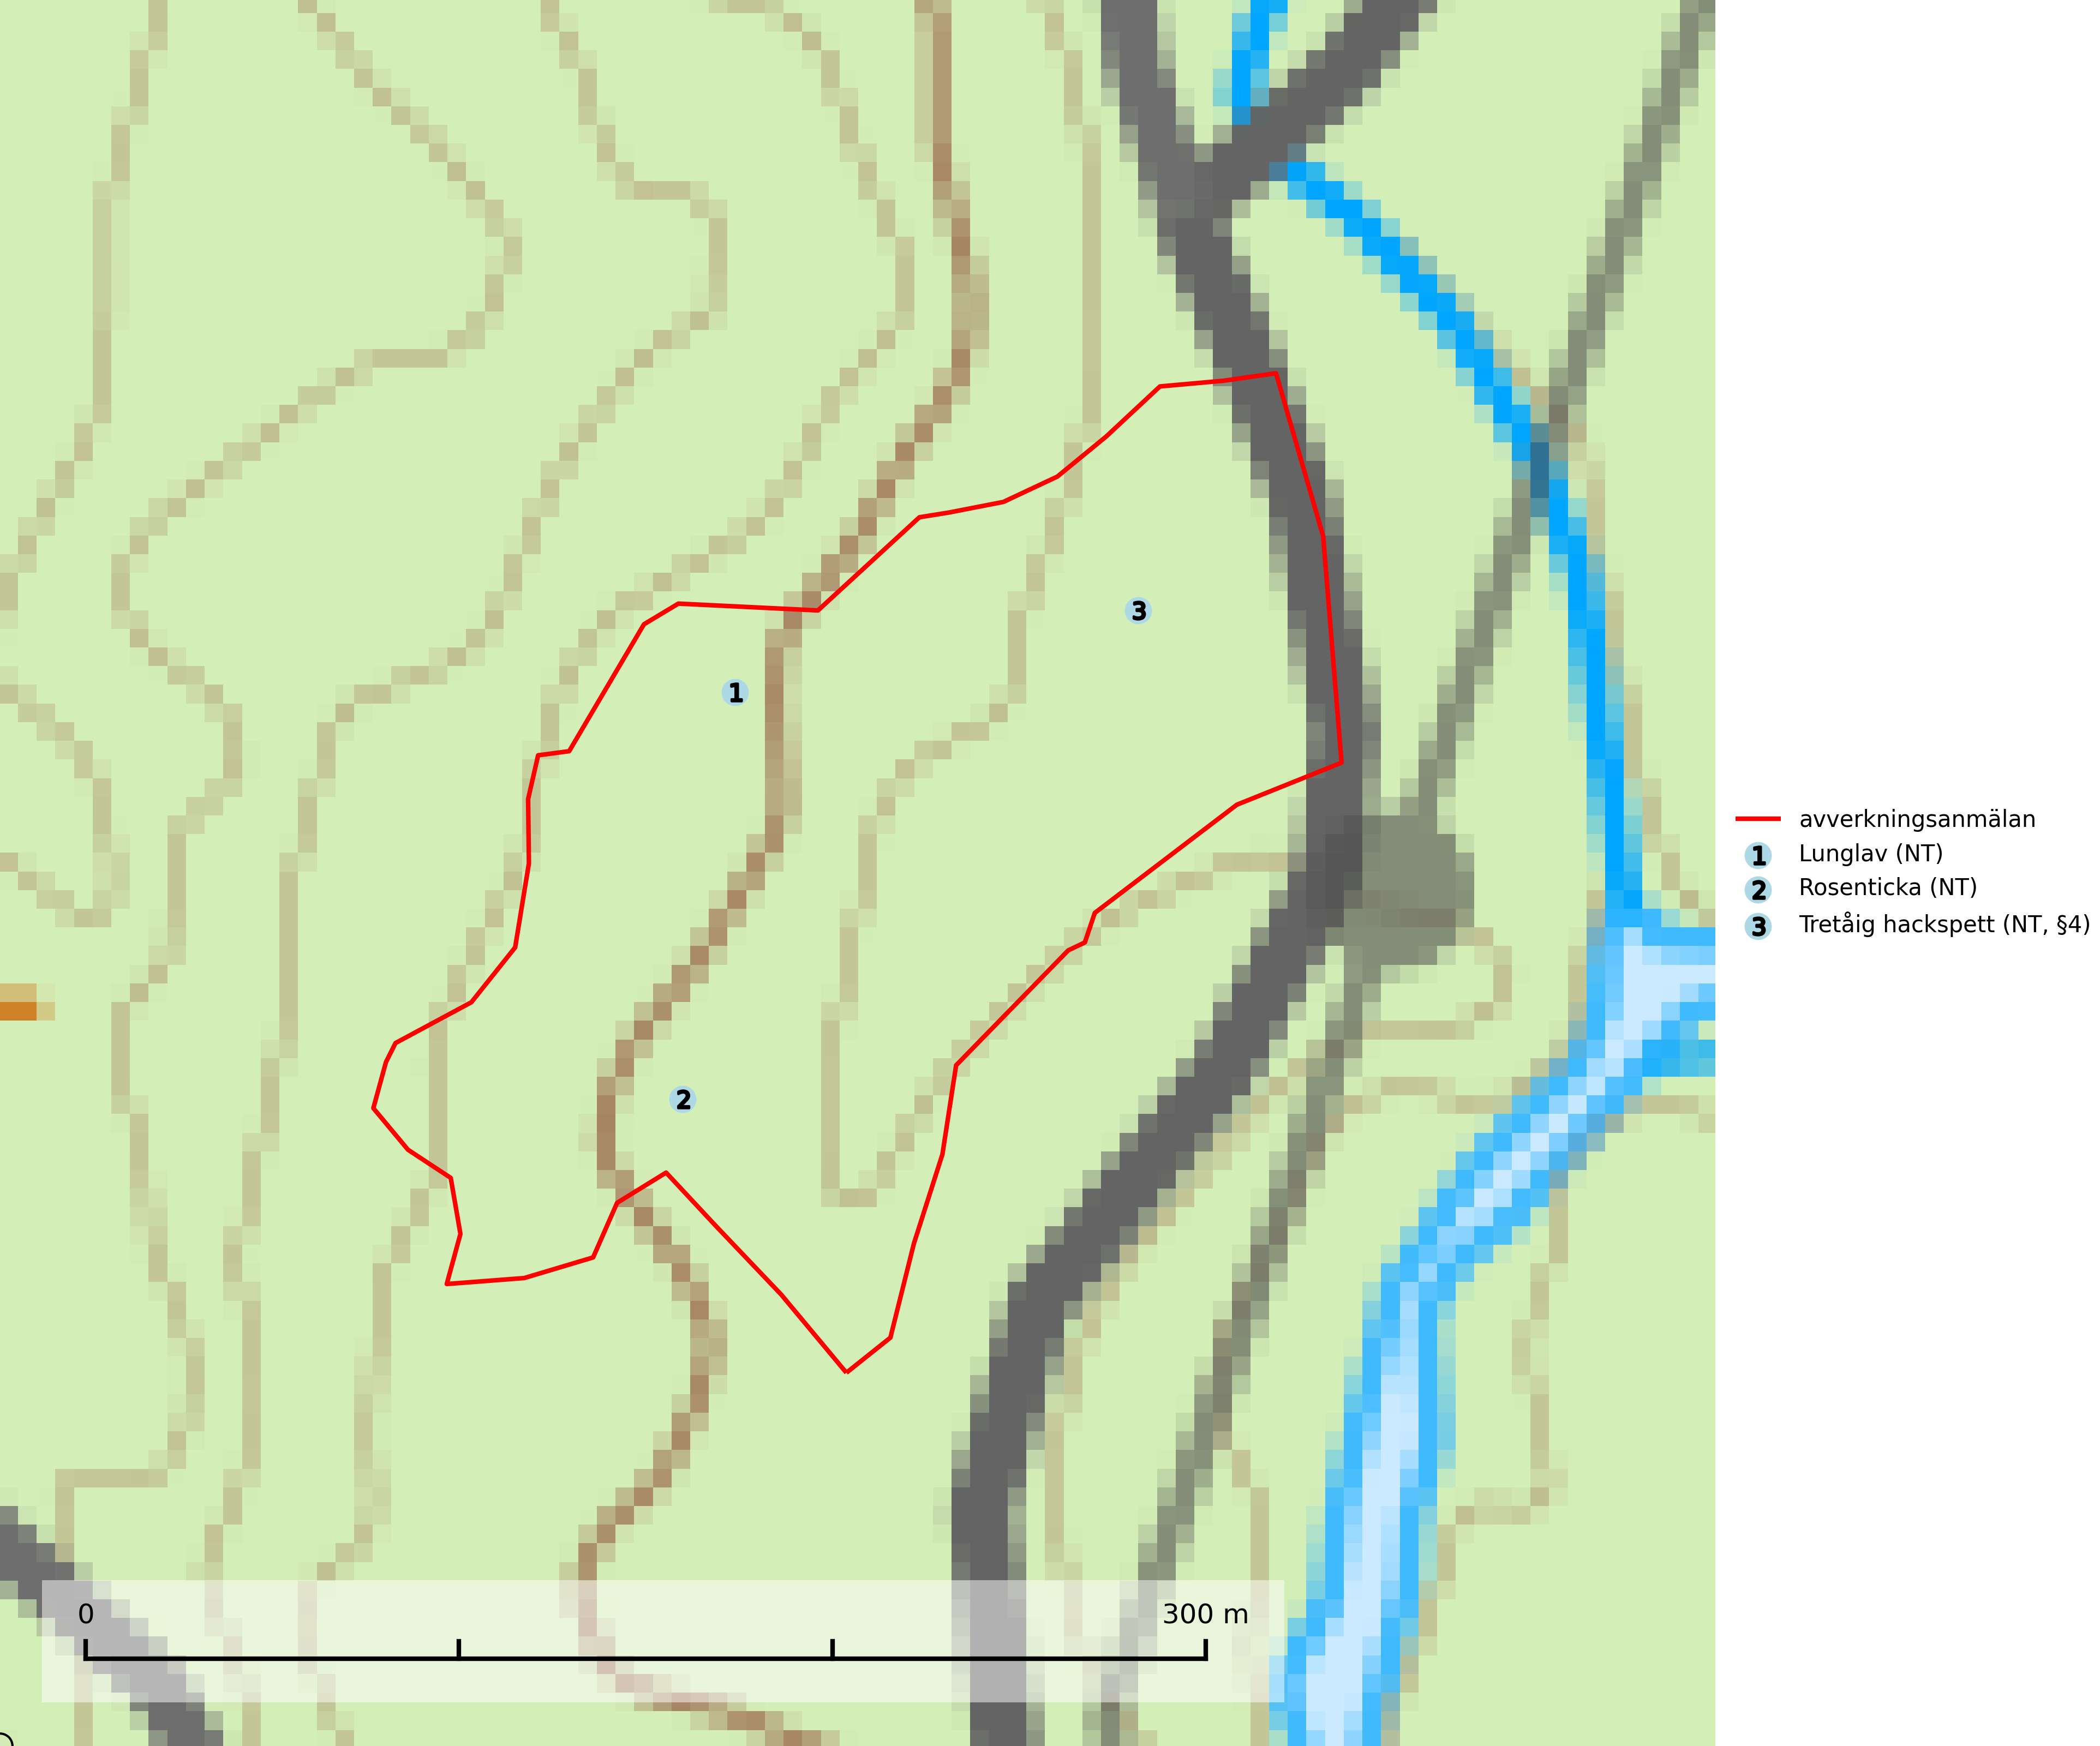 3
1
2
avverkningsanmälan
1 Lunglav (NT)
2 Rosenticka (NT)
3 Tretåig hackspett (NT, §4)
0 300 m